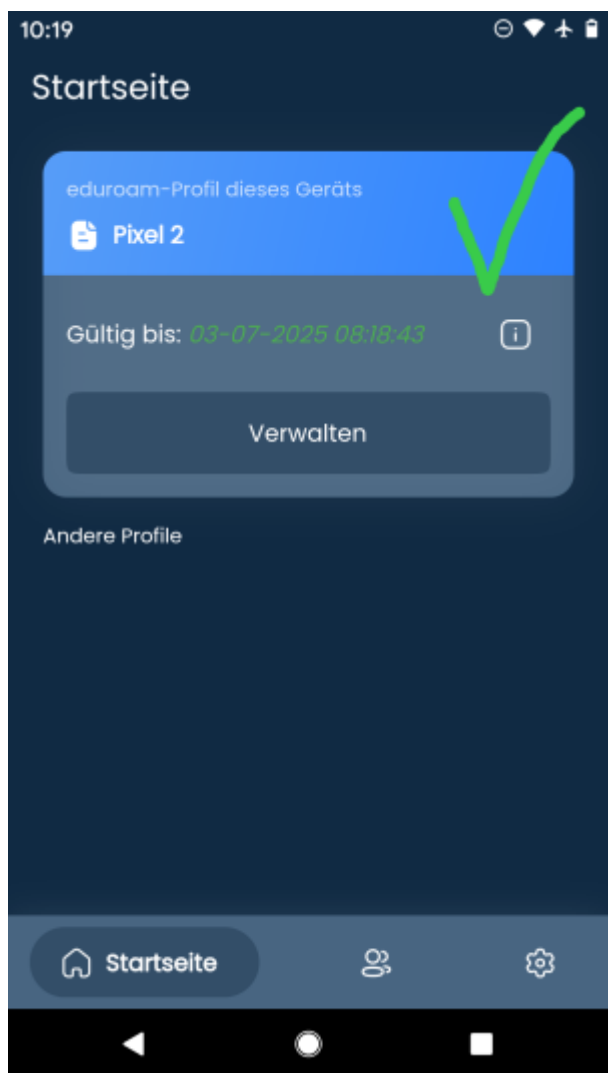 10:19
Startseite
eduroam-Profil dieses Geräts
Pixel 2
Gültig bis: 03-07-2025 08:18:43
Verwalten
Andere Profile
Startseite